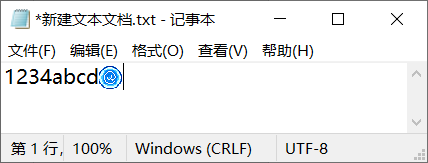 *新建文本文档.txt - 记事本
文件(F) 编辑(E) 格式(O) 查看(V) 帮助(H)
1234abcd
第 1 行, 100% Windows (CRLF) UTF-8